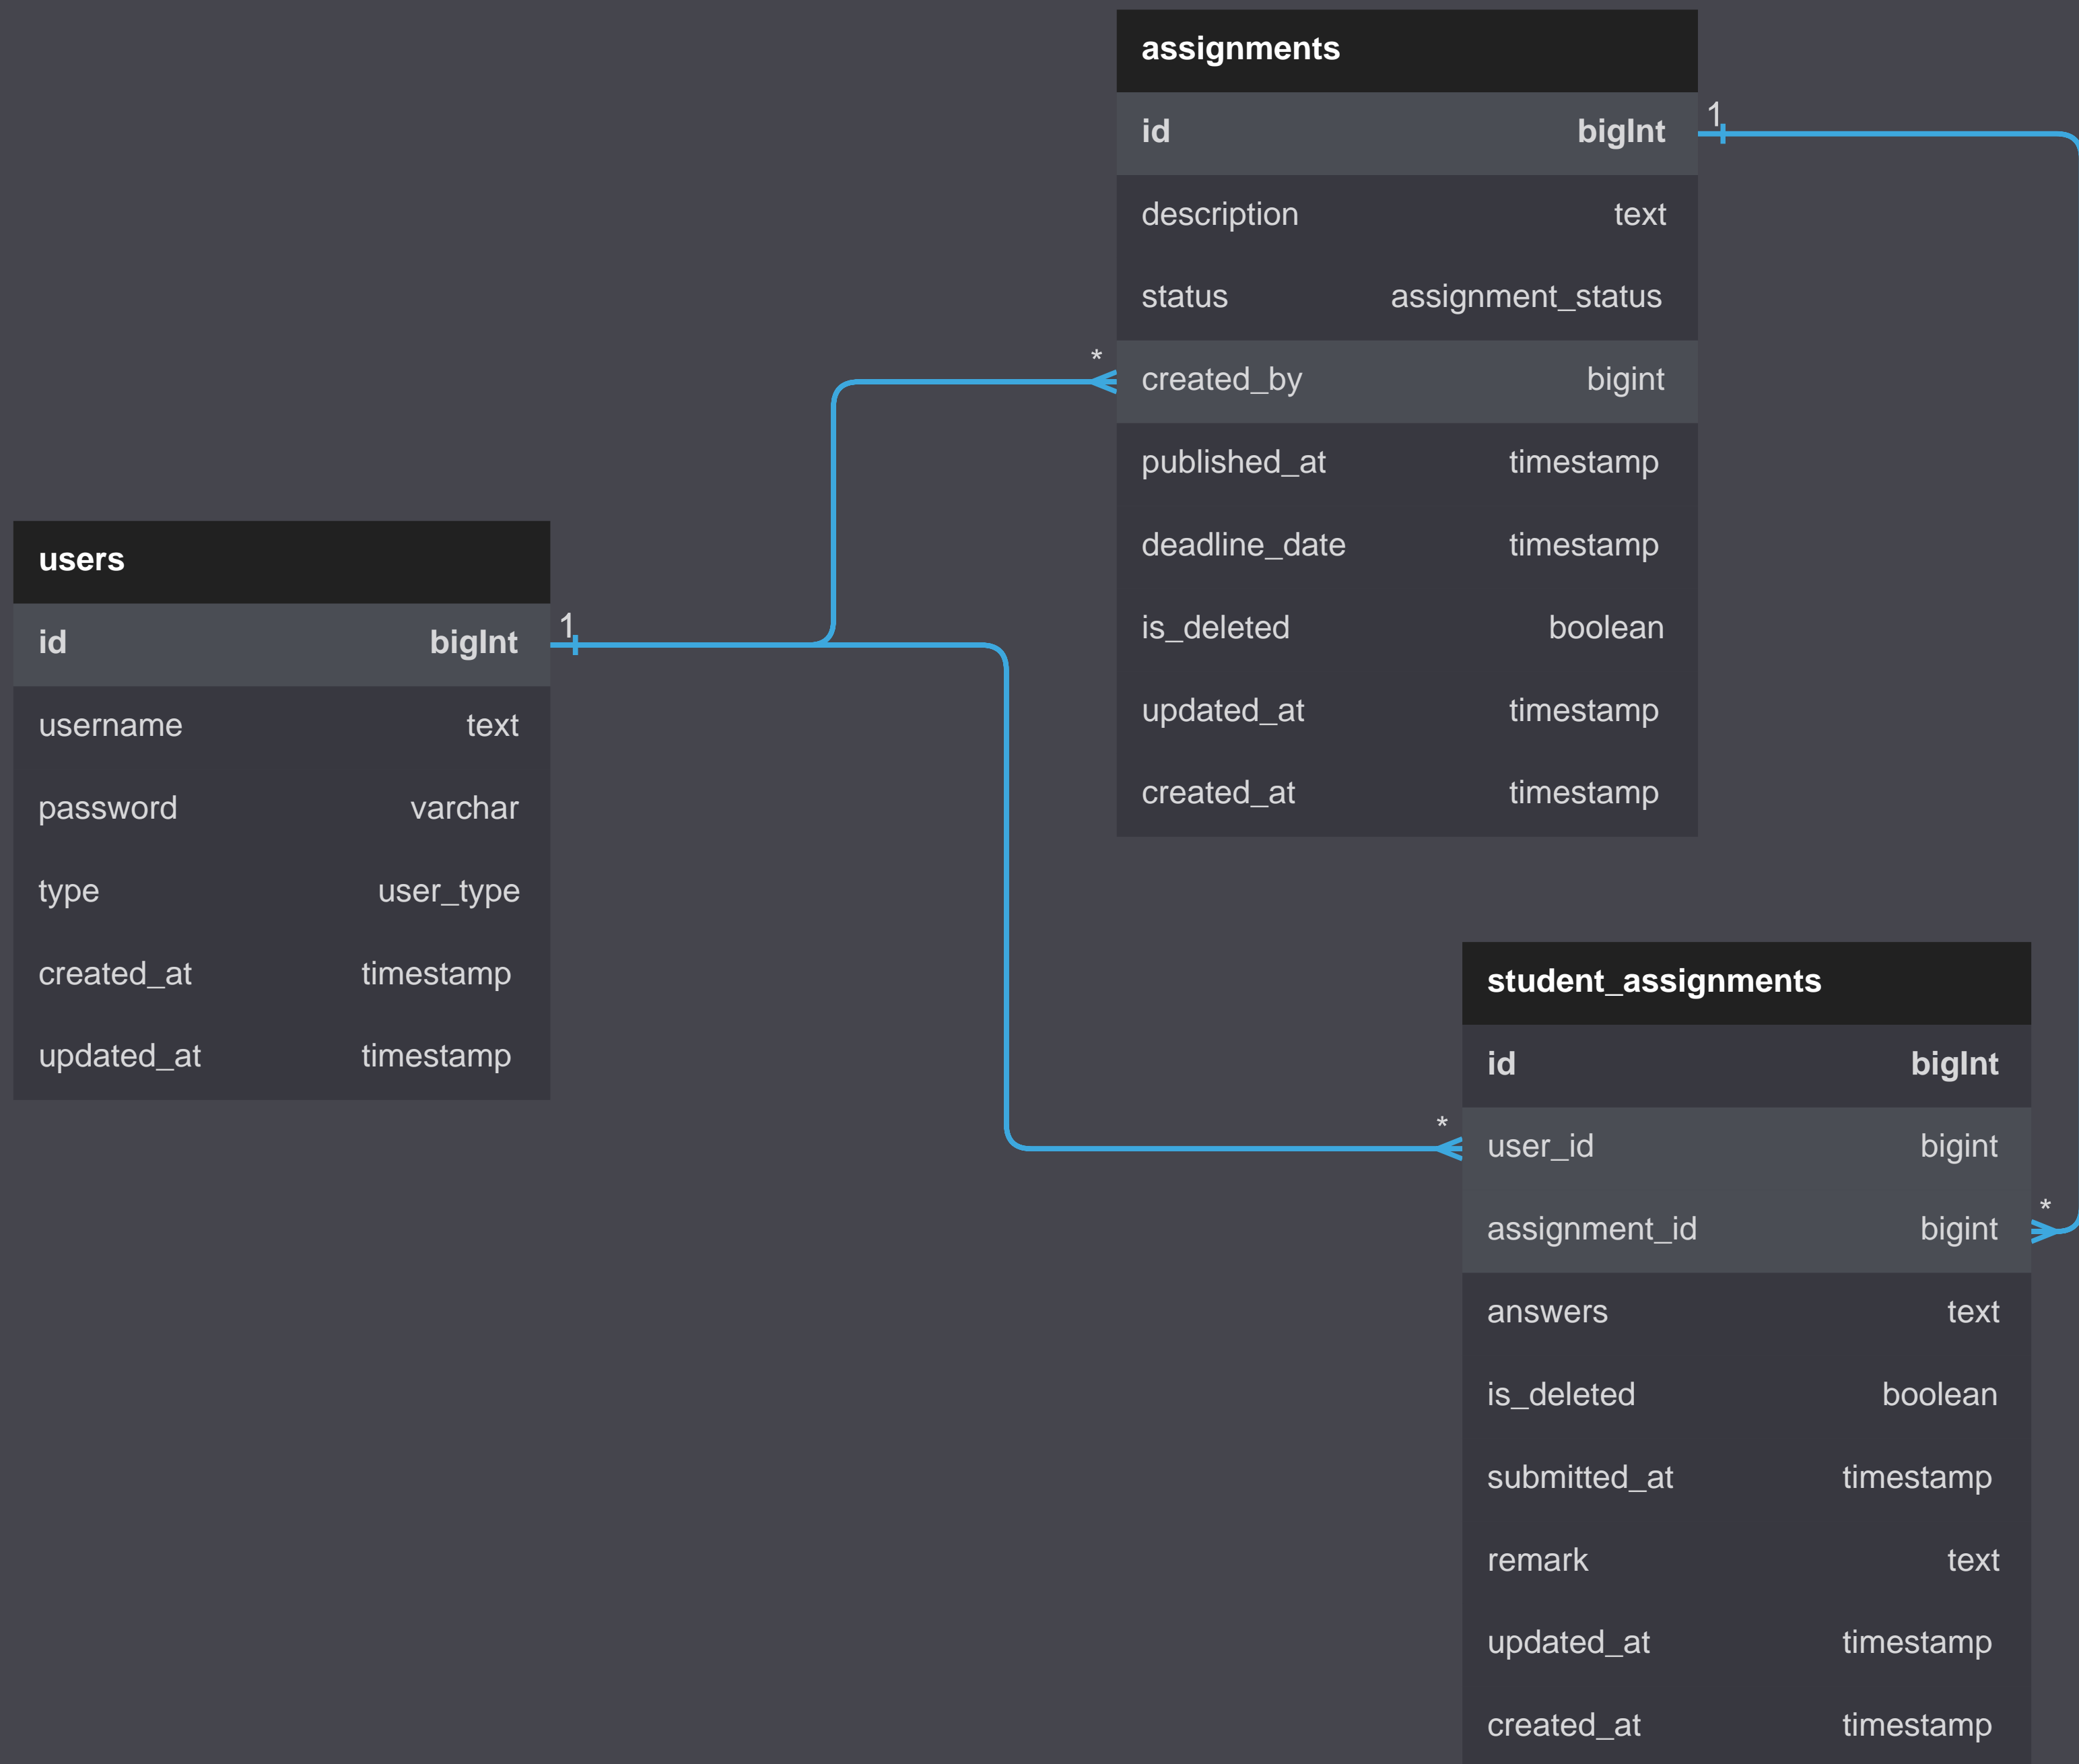 assignments
id bigInt
1
description text
status assignment_status
*
created_by bigint
published_at timestamp
deadline_date timestamp
is_deleted boolean
updated_at timestamp
created_at timestamp
users
id bigInt
1
username text
password varchar
type user_type
created_at timestamp
updated_at timestamp
student_assignments
id bigInt
*
user_id bigint
*
assignment_id bigint
answers text
is_deleted boolean
submitted_at timestamp
remark text
updated_at timestamp
created_at timestamp